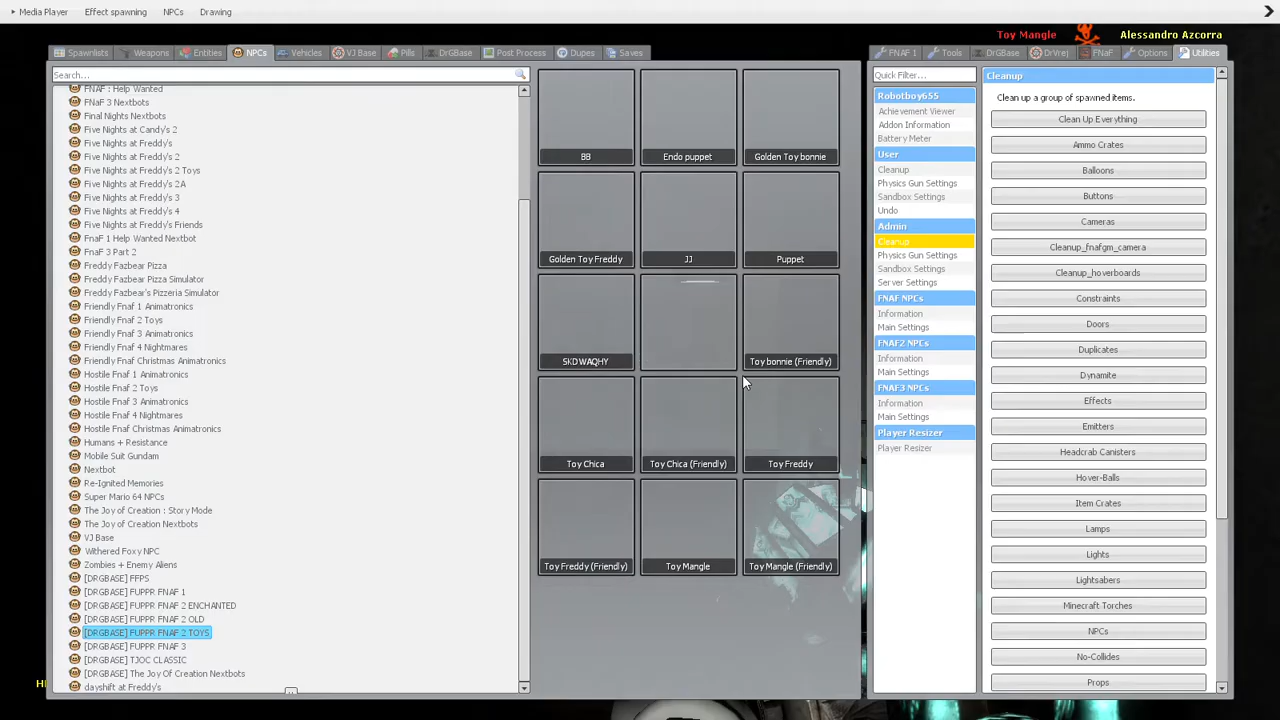 Media Player Effect spawning NPCs Drawing
Toy Mangle Alessandro Azcorra
Spawnlists Weapons Entities NPCs Vehicles VJ Base Pills DrGBase Post Process Dupes Saves
Search...
FNAF : Help Wanted
FNaF 3 Nextbots
Final Nights Nextbots
Five Nights at Candy's 2
Five Nights at Freddy's
Five Nights at Freddy's 2
Five Nights at Freddy's 2 Toys
Five Nights at Freddy's 2A
Five Nights at Freddy's 3
Five Nights at Freddy's 4
Five Nights at Freddy's Friends
FnaF 1 Help Wanted Nextbot
FnaF 3 Part 2
Freddy Fazbear Pizza
Freddy Fazbear Pizza Simulator
Freddy Fazbear's Pizzeria Simulator
Friendly Fnaf 1 Animatronics
Friendly Fnaf 2 Toys
Friendly Fnaf 3 Animatronics
Friendly Fnaf 4 Nightmares
Friendly Fnaf Christmas Animatronics
Hostile Fnaf 1 Animatronics
Hostile Fnaf 2 Toys
Hostile Fnaf 3 Animatronics
Hostile Fnaf 4 Nightmares
Hostile Fnaf Christmas Animatronics
Humans + Resistance
Mobile Suit Gundam
Nextbot
Re-Ignited Memories
Super Mario 64 NPCs
The Joy of Creation : Story Mode
The Joy of Creation Nextbots
VJ Base
Withered Foxy NPC
Zombies + Enemy Aliens
[DRGBASE] FFPS
[DRGBASE] FUPPR FNAF 1
[DRGBASE] FUPPR FNAF 2 ENCHANTED
[DRGBASE] FUPPR FNAF 2 OLD
[DRGBASE] FUPPR FNAF 2 TOYS
[DRGBASE] FUPPR FNAF 3
[DRGBASE] TJOC CLASSIC
[DRGBASE] The Joy Of Creation Nextbots
dayshift at Freddy's
BB Endo puppet Golden Toy bonnie
Golden Toy Freddy JJ Puppet
SKDWAQHY Toy bonnie (Friendly)
Toy Chica Toy Chica (Friendly) Toy Freddy
Toy Freddy (Friendly) Toy Mangle Toy Mangle (Friendly)
FNAF 1 Tools DRGBase DrVrej FNaF Options Utilities
Quick Filter...
Robotboy655
Achievement Viewer
Addon Information
Battery Meter
User
Cleanup
Physics Gun Settings
Sandbox Settings
Undo
Admin
Cleanup
Physics Gun Settings
Sandbox Settings
Server Settings
FNAF NPCs
Information
Main Settings
FNAF2 NPCs
Information
Main Settings
FNAF3 NPCs
Information
Main Settings
Player Resizer
Player Resizer
Cleanup
Clean up a group of spawned items.
Clean Up Everything
Ammo Crates
Balloons
Buttons
Cameras
Cleanup_fnafgm_camera
Cleanup_hoverboards
Constraints
Doors
Duplicates
Dynamite
Effects
Emitters
Headcrab Canisters
Hover-Balls
Item Crates
Lamps
Lights
Lightsabers
Minecraft Torches
NPCs
No-Collides
Props